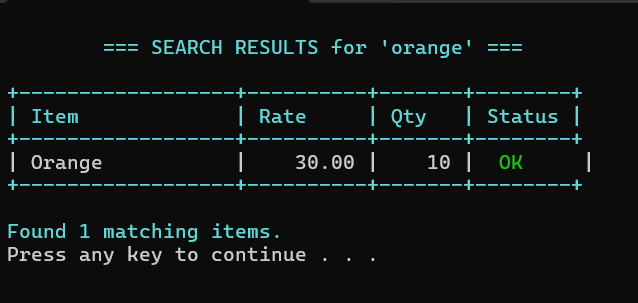 === SEARCH RESULTS for 'orange' ===
+------------------+----------+-------+--------+
| Item             | Rate     | Qty   | Status |
+------------------+----------+-------+--------+
| Orange           |    30.00 |    10 |  OK     |
+------------------+----------+-------+--------+
Found 1 matching items.
Press any key to continue . . .